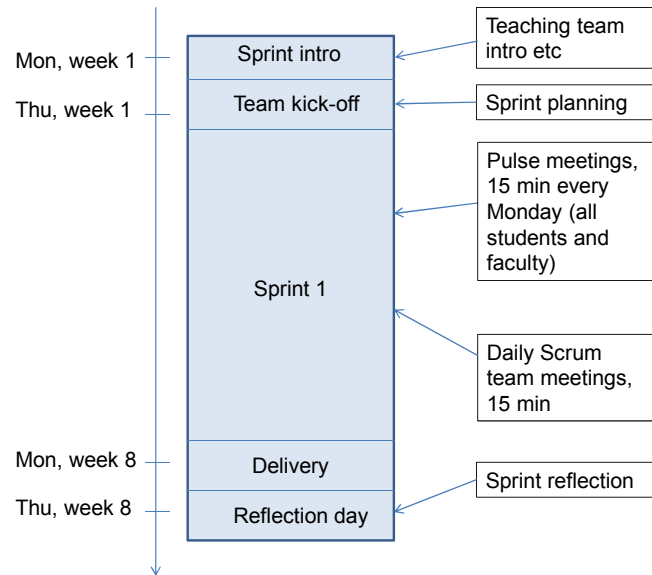 Mon, week 1
Thu, week 1
Mon, week 8
Thu, week 8
Sprint intro
Team kick-off
Sprint 1
Delivery
Reflection day
Teaching team
intro etc
Sprint planning
Pulse meetings,
15 min every
Monday (all
students and
faculty)
Daily Scrum
team meetings,
15 min
Sprint reflection